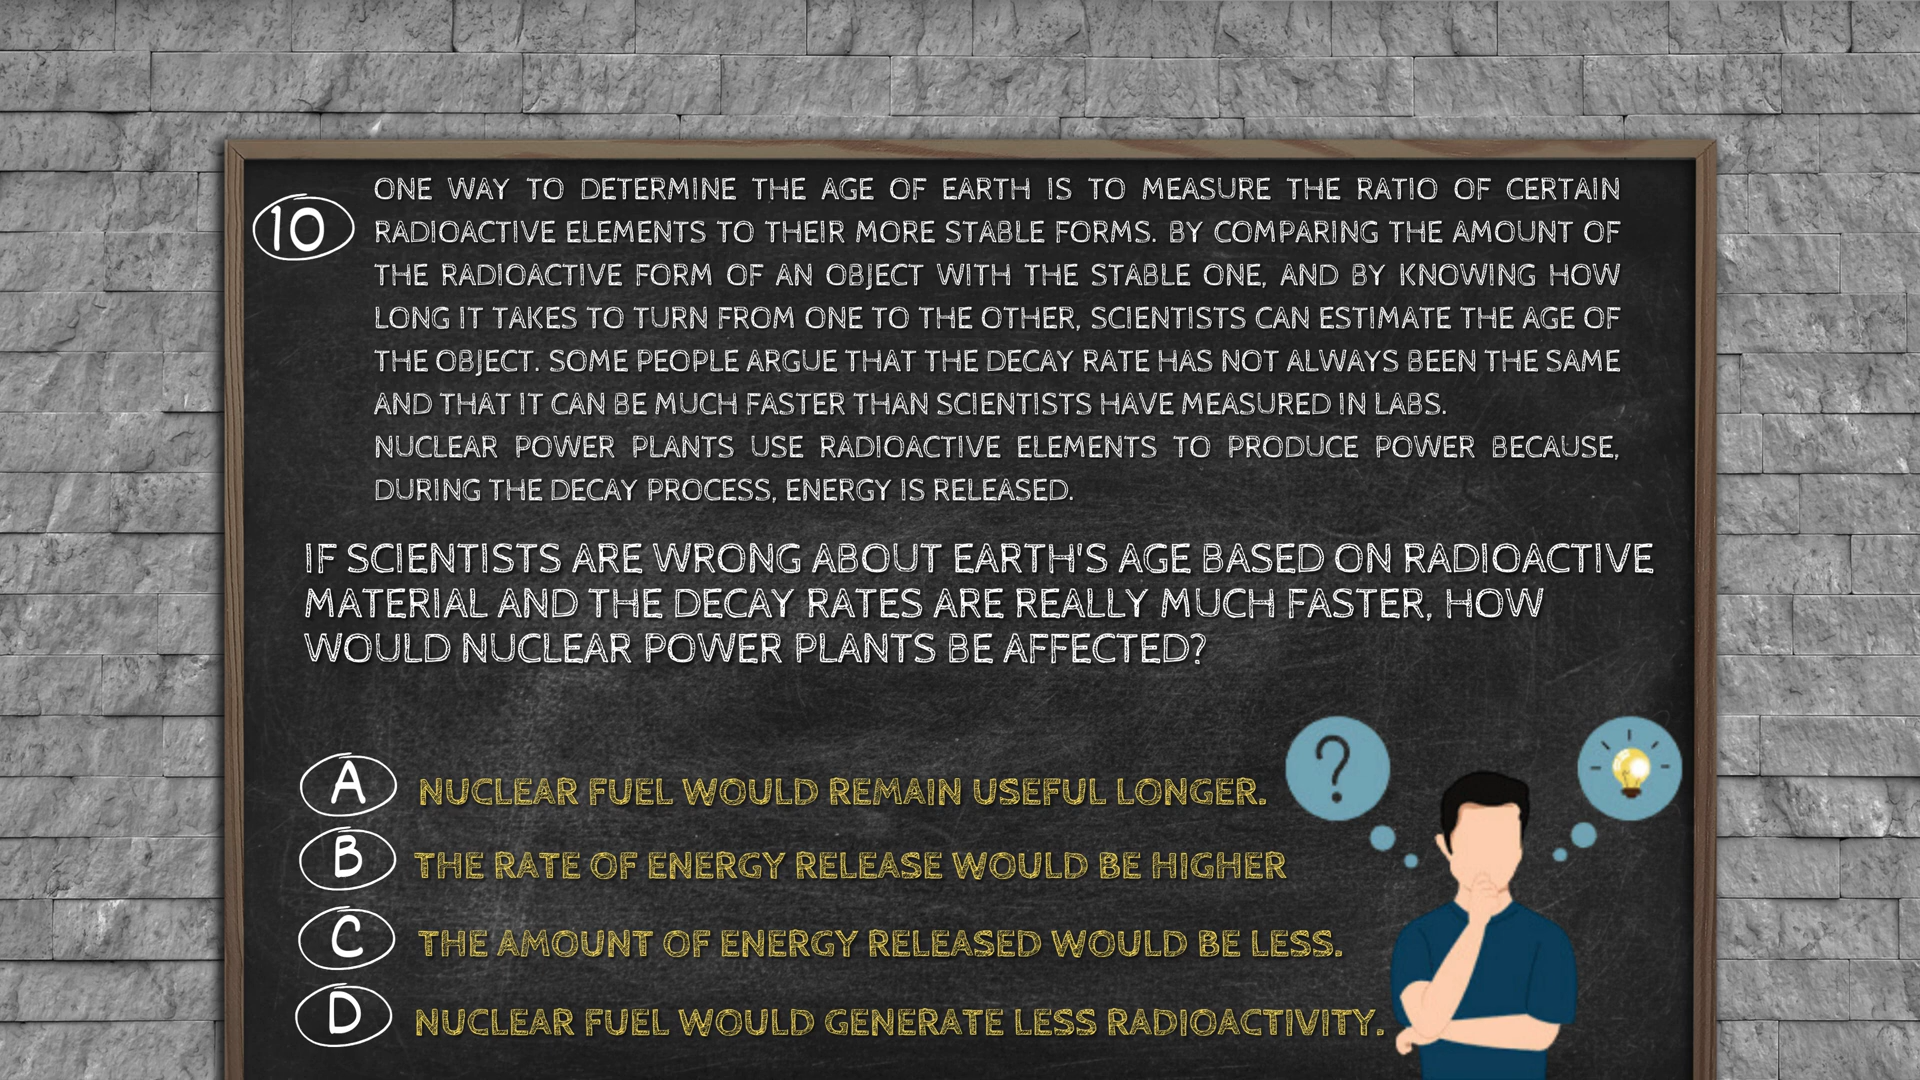 10
ONE WAY TO DETERMINE THE AGE OF EARTH IS TO MEASURE THE RATIO OF CERTAIN
RADIOACTIVE ELEMENTS TO THEIR MORE STABLE FORMS. BY COMPARING THE AMOUNT OF
THE RADIOACTIVE FORM OF AN OBJECT WITH THE STABLE ONE, AND BY KNOWING HOW
LONG IT TAKES TO TURN FROM ONE TO THE OTHER, SCIENTISTS CAN ESTIMATE THE AGE OF
THE OBJECT. SOME PEOPLE ARGUE THAT THE DECAY RATE HAS NOT ALWAYS BEEN THE SAME
AND THAT IT CAN BE MUCH FASTER THAN SCIENTISTS HAVE MEASURED IN LABS.
NUCLEAR POWER PLANTS USE RADIOACTIVE ELEMENTS TO PRODUCE POWER BECAUSE,
DURING THE DECAY PROCESS, ENERGY IS RELEASED.
IF SCIENTISTS ARE WRONG ABOUT EARTH'S AGE BASED ON RADIOACTIVE
MATERIAL AND THE DECAY RATES ARE REALLY MUCH FASTER, HOW
WOULD NUCLEAR POWER PLANTS BE AFFECTED?
A NUCLEAR FUEL WOULD REMAIN USEFUL LONGER.
B THE RATE OF ENERGY RELEASE WOULD BE HIGHER
C THE AMOUNT OF ENERGY RELEASED WOULD BE LESS.
D NUCLEAR FUEL WOULD GENERATE LESS RADIOACTIVITY.
?